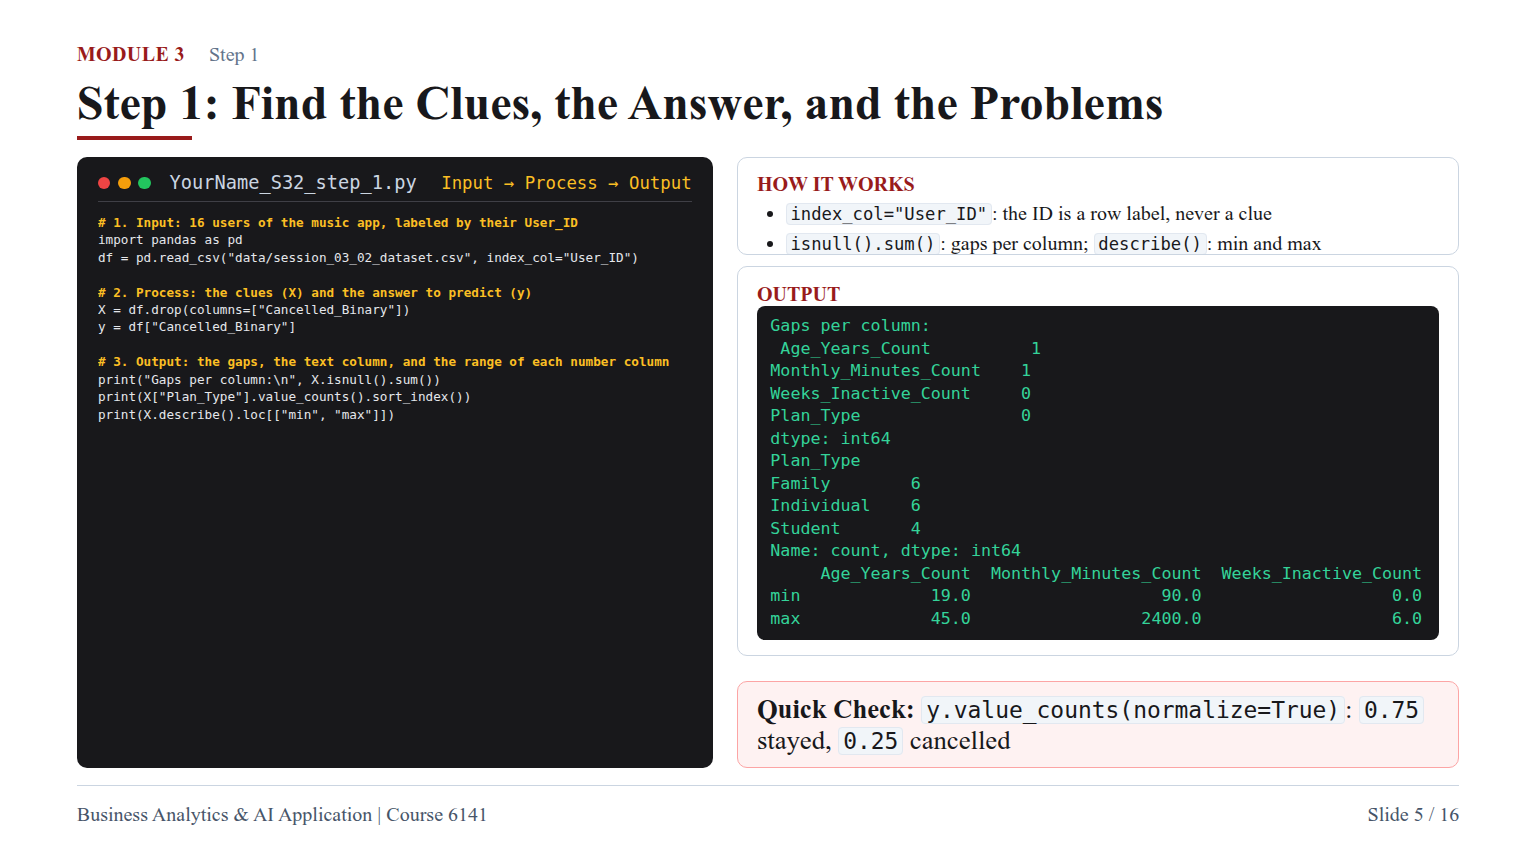 MODULE 3 Step 1
Step 1: Find the Clues, the Answer, and the Problems
YourName_S32_step_1.py Input → Process → Output
# 1. Input: 16 users of the music app, labeled by their User_ID
import pandas as pd
df = pd.read_csv("data/session_03_02_dataset.csv", index_col="User_ID")
# 2. Process: the clues (X) and the answer to predict (y)
X = df.drop(columns=["Cancelled_Binary"])
y = df["Cancelled_Binary"]
# 3. Output: the gaps, the text column, and the range of each number column
print("Gaps per column:\n", X.isnull().sum())
print(X["Plan_Type"].value_counts().sort_index())
print(X.describe().loc[["min", "max"]])
HOW IT WORKS
• index_col="User_ID": the ID is a row label, never a clue
• isnull().sum(): gaps per column; describe(): min and max
OUTPUT
Gaps per column:
 Age_Years_Count          1
Monthly_Minutes_Count    1
Weeks_Inactive_Count     0
Plan_Type                0
dtype: int64
Plan_Type
Family        6
Individual    6
Student       4
Name: count, dtype: int64
     Age_Years_Count  Monthly_Minutes_Count  Weeks_Inactive_Count
min             19.0                   90.0                   0.0
max             45.0                 2400.0                   6.0
Quick Check: y.value_counts(normalize=True): 0.75
stayed, 0.25 cancelled
Business Analytics & AI Application | Course 6141
Slide 5 / 16